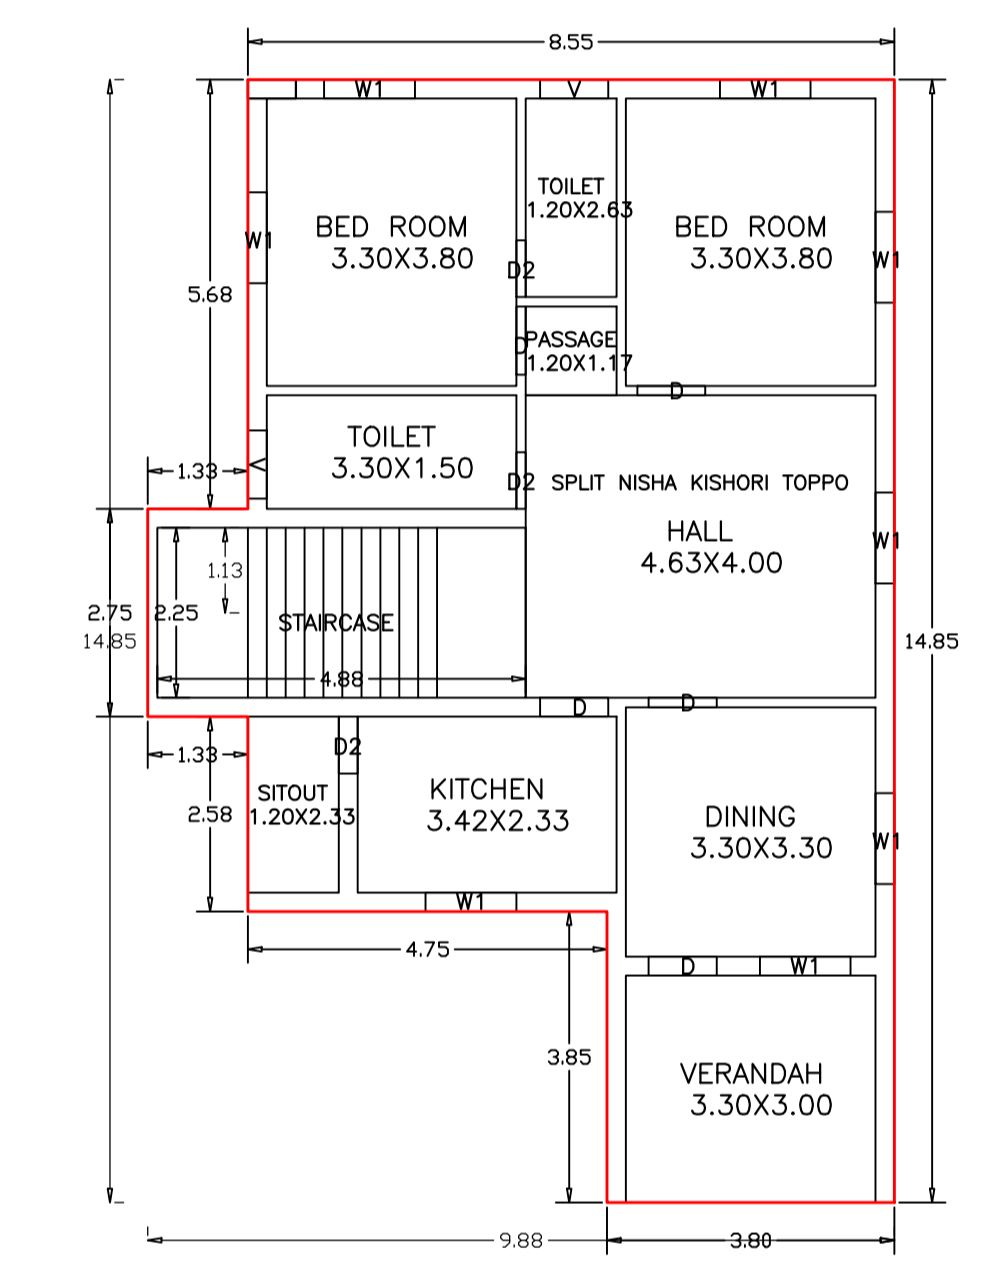 8.55
W1
V
W1
TOILET
1.20X2.63
BED ROOM
3.30X3.80
BED ROOM
3.30X3.80
W1
W1
D2
5.68
PASSAGE
1.20X1.17
D
D
TOILET
3.30X1.50
V
1.33
D2
SPLIT NISHA KISHORI TOPPO
HALL
4.63X4.00
W1
1.13
2.75
2.25
14.85
STAIRCASE
14.85
4.88
D
D
D2
1.33
SITOUT
1.20X2.33
KITCHEN
3.42X2.33
2.58
DINING
3.30X3.30
W1
W1
4.75
D
W1
3.85
VERANDAH
3.30X3.00
9.88
3.80